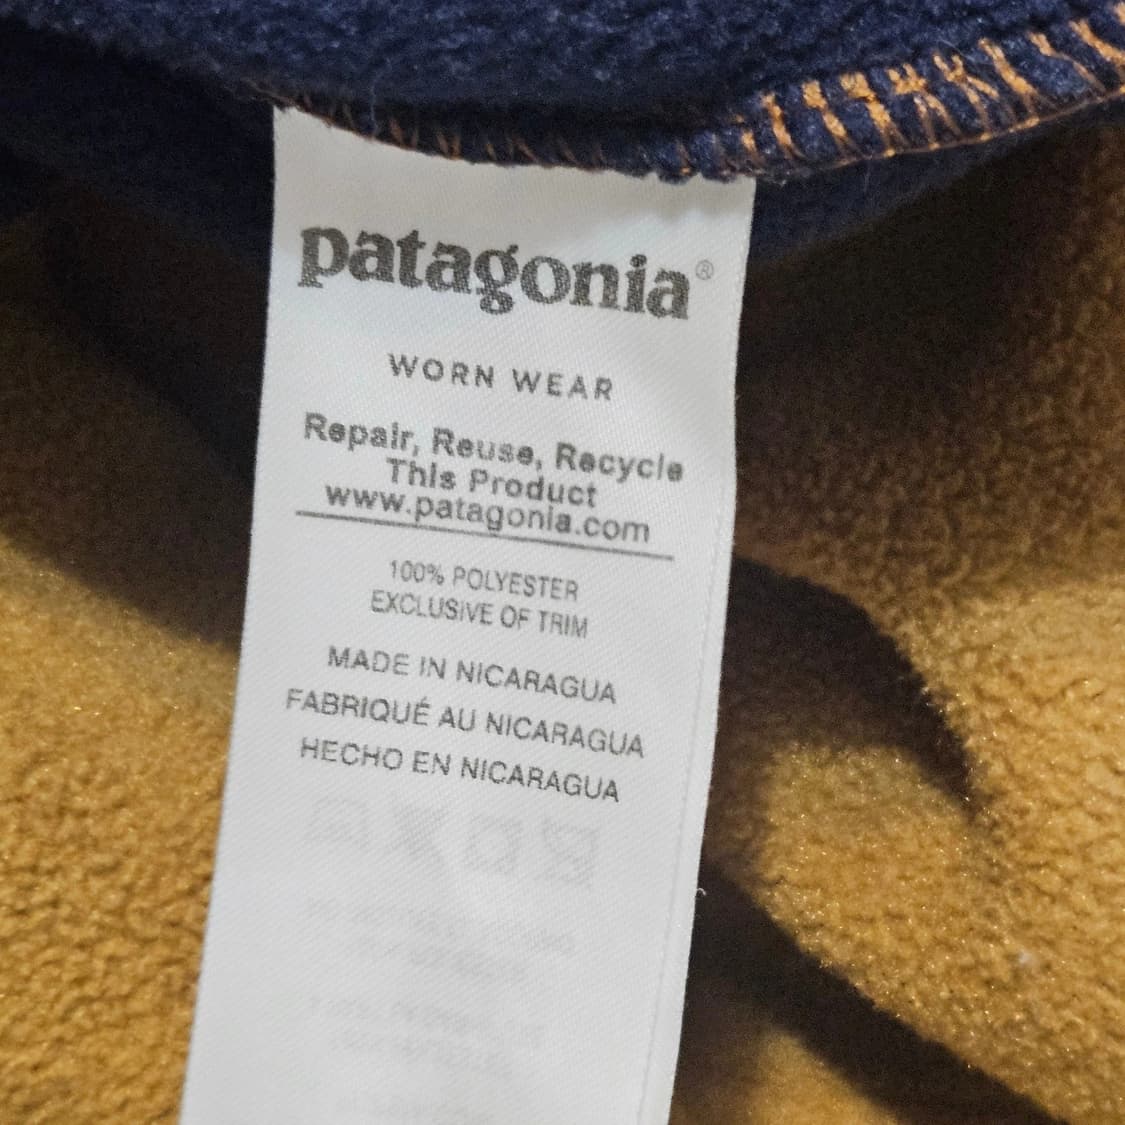 patagonia®
WORN WEAR
Repair, Reuse, Recycle
This Product
www.patagonia.com
100% POLYESTER
EXCLUSIVE OF TRIM
MADE IN NICARAGUA
FABRIQUÉ AU NICARAGUA
HECHO EN NICARAGUA